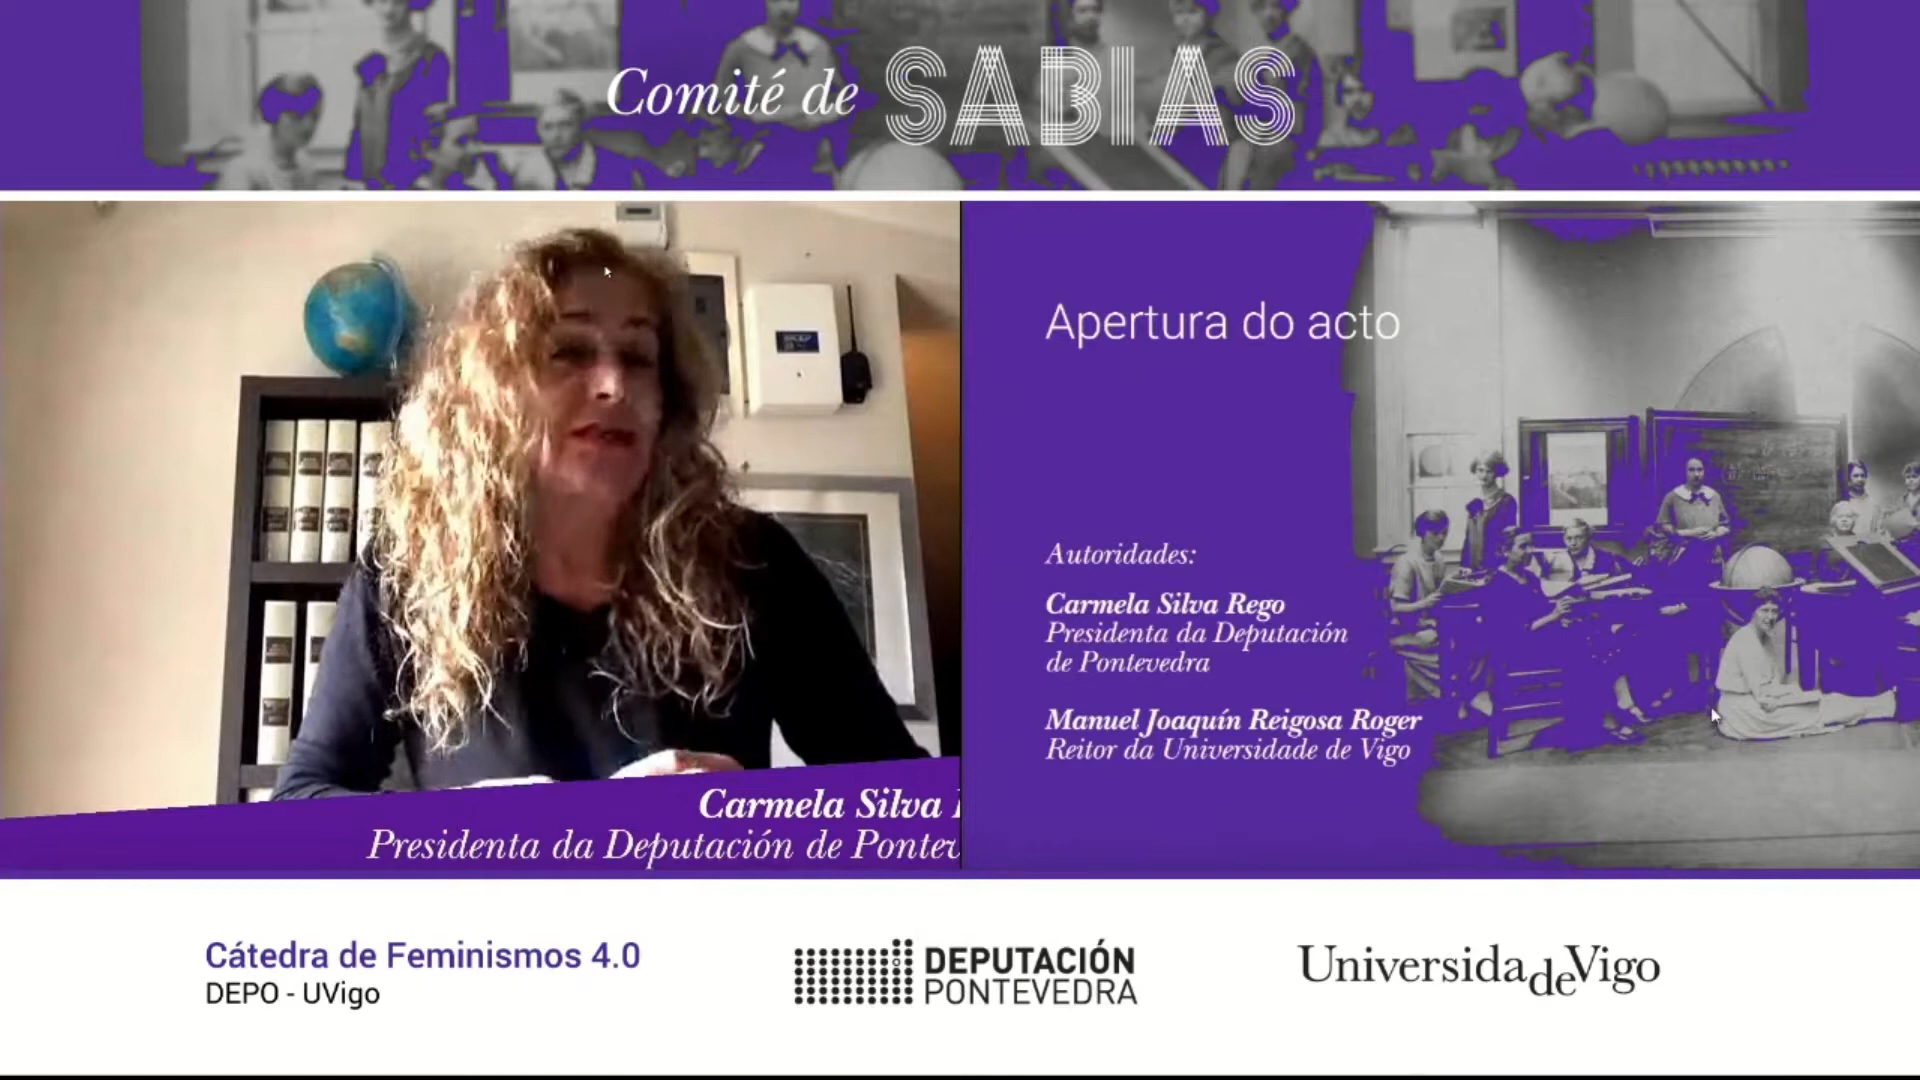 Comité de SABIAS
Carmela Silva
Presidenta da Deputación de
Apertura do acto
Autoridades:
Carmela Silva Rego
Presidenta da Deputación
de Pontevedra
Manuel Joaquín Reigosa Roger
Reitor da Universidade de Vigo
Cátedra de Feminismos 4.0
DEPO - UVigo
DEPUTACIÓN
PONTEVEDRA
UniversidadeVigo